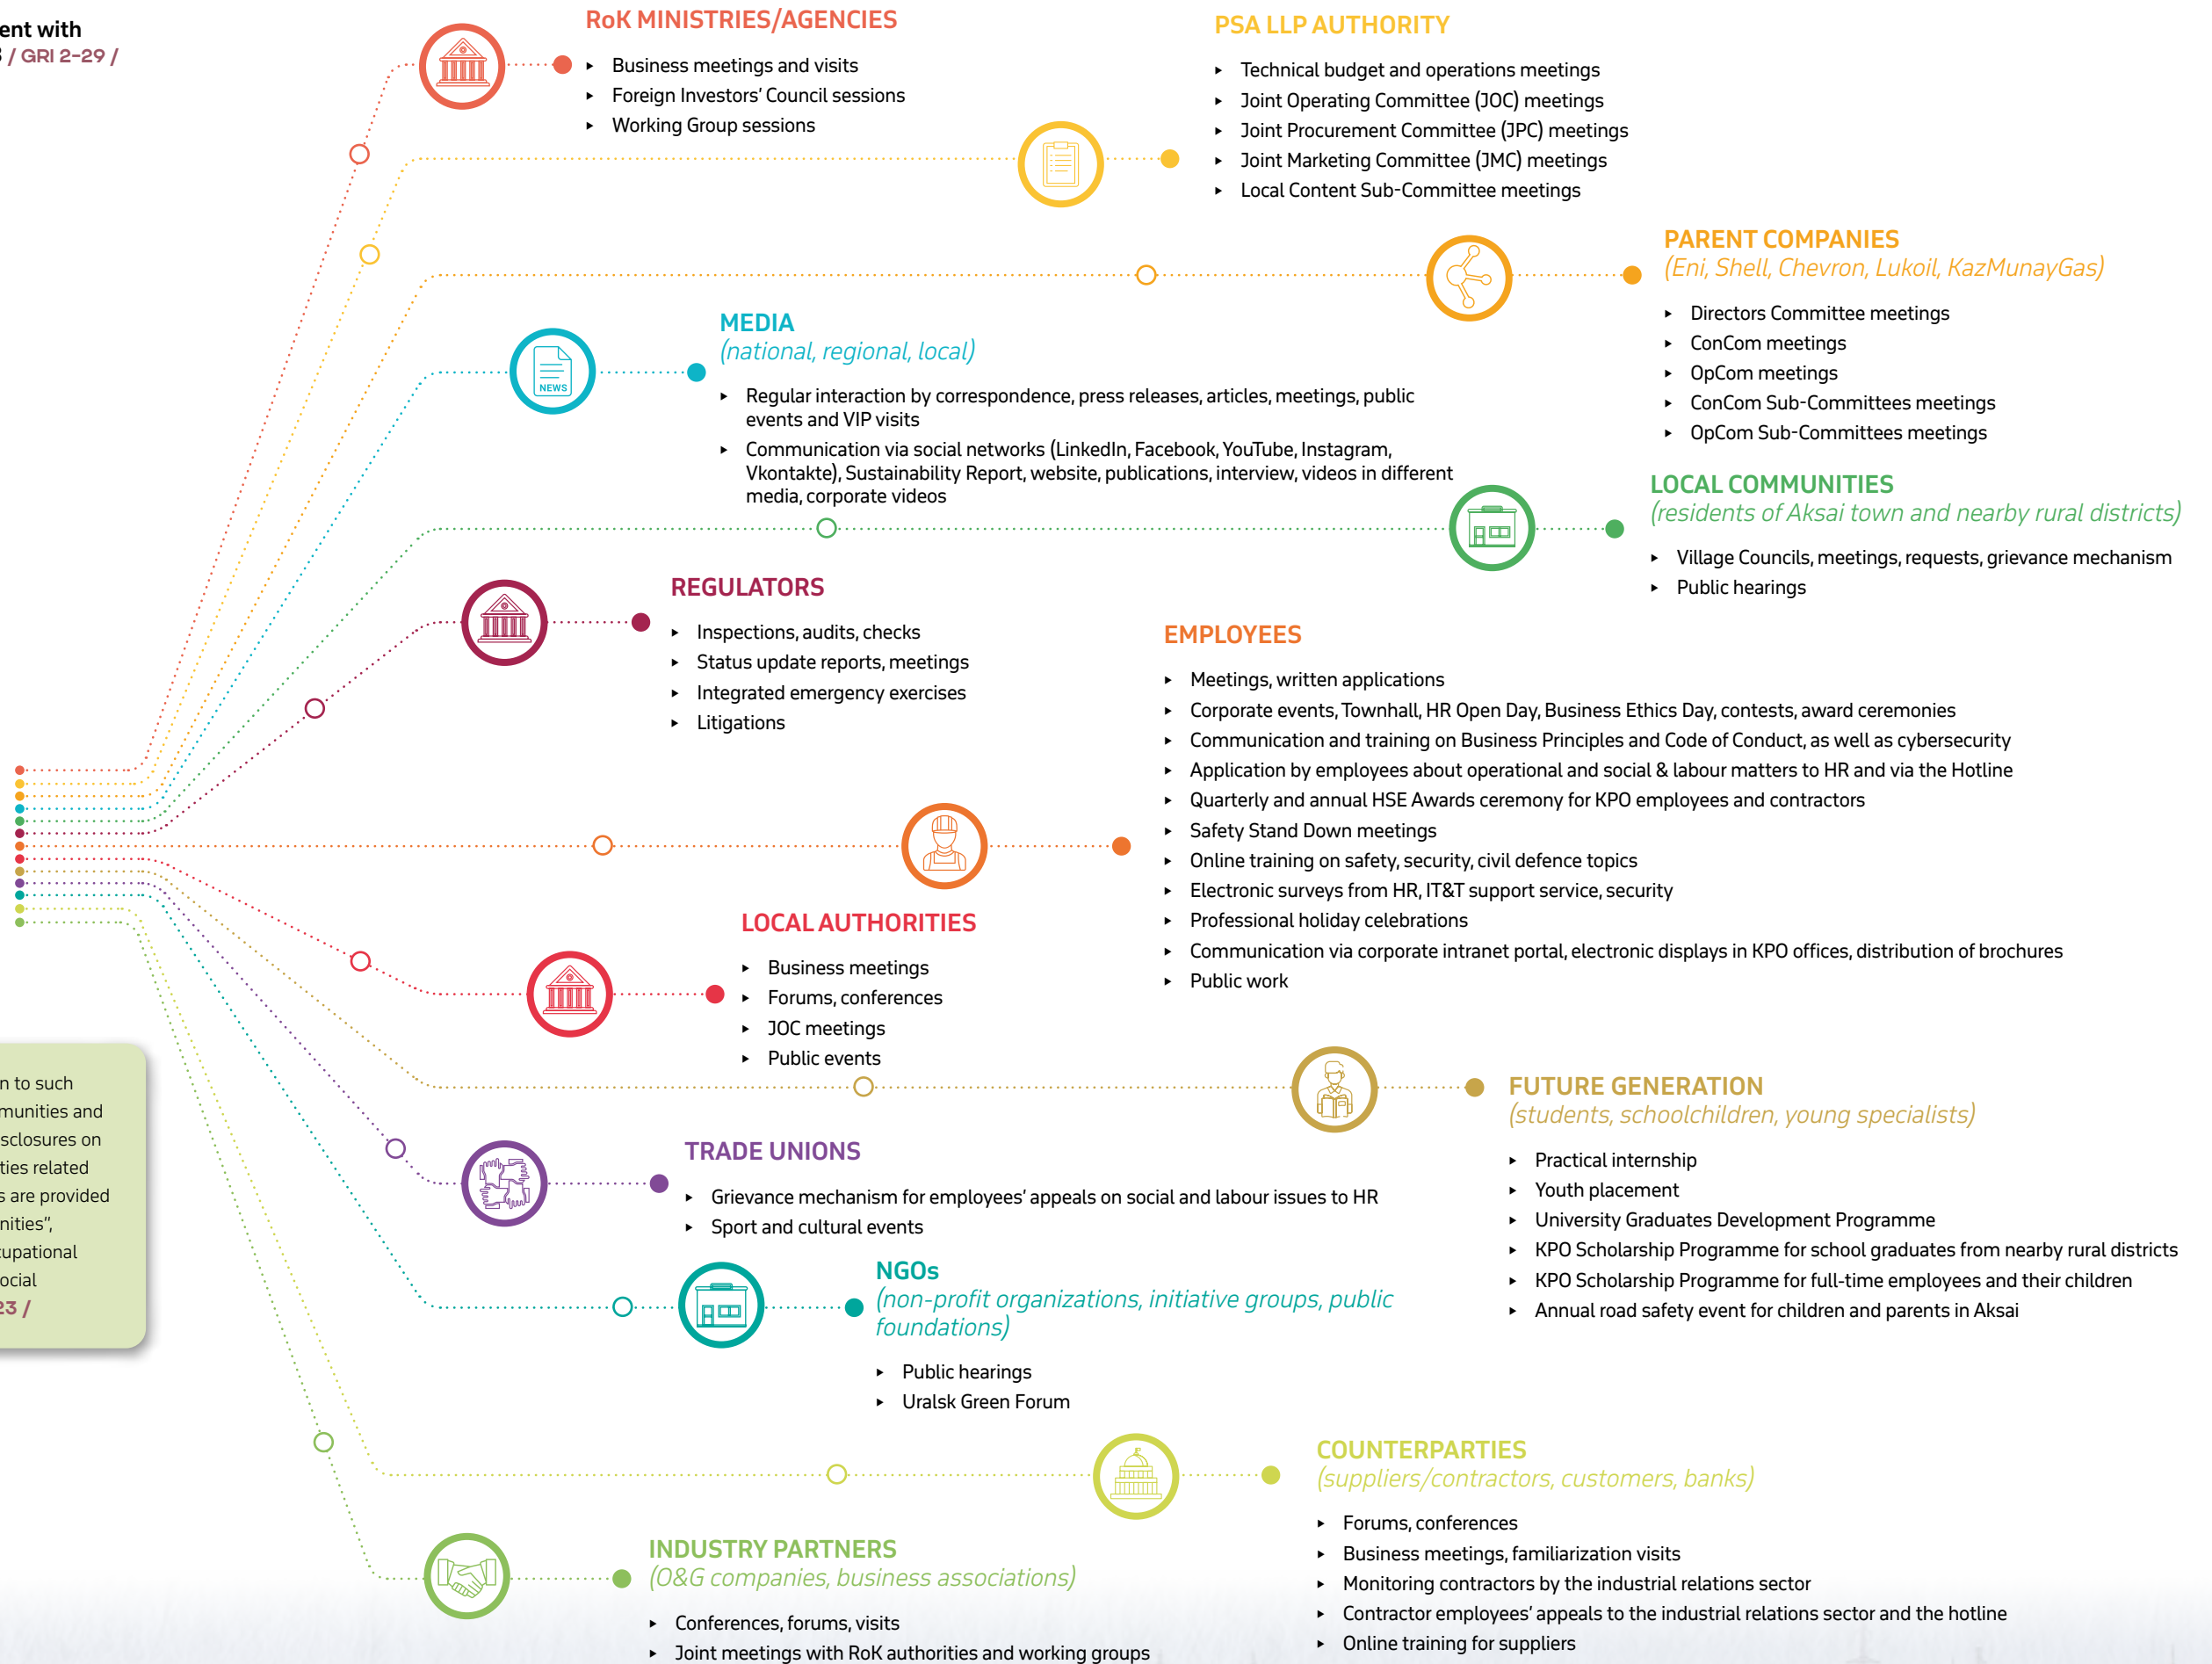 ent with
/ GRI 2-29 /
RoK MINISTRIES/AGENCIES
▸ Business meetings and visits
▸ Foreign Investors' Council sessions
▸ Working Group sessions
PSA LLP AUTHORITY
▸ Technical budget and operations meetings
▸ Joint Operating Committee (JOC) meetings
▸ Joint Procurement Committee (JPC) meetings
▸ Joint Marketing Committee (JMC) meetings
▸ Local Content Sub-Committee meetings
PARENT COMPANIES
(Eni, Shell, Chevron, Lukoil, KazMunayGas)
▸ Directors Committee meetings
▸ ConCom meetings
▸ OpCom meetings
▸ ConCom Sub-Committees meetings
▸ OpCom Sub-Committees meetings
NEWS
MEDIA
(national, regional, local)
▸ Regular interaction by correspondence, press releases, articles, meetings, public
events and VIP visits
▸ Communication via social networks (LinkedIn, Facebook, YouTube, Instagram,
Vkontakte), Sustainability Report, website, publications, interview, videos in different
media, corporate videos
LOCAL COMMUNITIES
(residents of Aksai town and nearby rural districts)
▸ Village Councils, meetings, requests, grievance mechanism
▸ Public hearings
REGULATORS
▸ Inspections, audits, checks
▸ Status update reports, meetings
▸ Integrated emergency exercises
▸ Litigations
EMPLOYEES
▸ Meetings, written applications
▸ Corporate events, Townhall, HR Open Day, Business Ethics Day, contests, award ceremonies
▸ Communication and training on Business Principles and Code of Conduct, as well as cybersecurity
▸ Application by employees about operational and social & labour matters to HR and via the Hotline
▸ Quarterly and annual HSE Awards ceremony for KPO employees and contractors
▸ Safety Stand Down meetings
▸ Online training on safety, security, civil defence topics
▸ Electronic surveys from HR, IT&T support service, security
▸ Professional holiday celebrations
▸ Communication via corporate intranet portal, electronic displays in KPO offices, distribution of brochures
▸ Public work
LOCAL AUTHORITIES
▸ Business meetings
▸ Forums, conferences
▸ JOC meetings
▸ Public events
n to such
munities and
sclosures on
ties related
s are provided
nities",
cupational
ocial
23 /
FUTURE GENERATION
(students, schoolchildren, young specialists)
▸ Practical internship
▸ Youth placement
▸ University Graduates Development Programme
▸ KPO Scholarship Programme for school graduates from nearby rural districts
▸ KPO Scholarship Programme for full-time employees and their children
▸ Annual road safety event for children and parents in Aksai
TRADE UNIONS
▸ Grievance mechanism for employees' appeals on social and labour issues to HR
▸ Sport and cultural events
NGOs
(non-profit organizations, initiative groups, public
foundations)
▸ Public hearings
▸ Uralsk Green Forum
COUNTERPARTIES
(suppliers/contractors, customers, banks)
▸ Forums, conferences
▸ Business meetings, familiarization visits
▸ Monitoring contractors by the industrial relations sector
▸ Contractor employees' appeals to the industrial relations sector and the hotline
▸ Online training for suppliers
INDUSTRY PARTNERS
(O&G companies, business associations)
▸ Conferences, forums, visits
▸ Joint meetings with RoK authorities and working groups